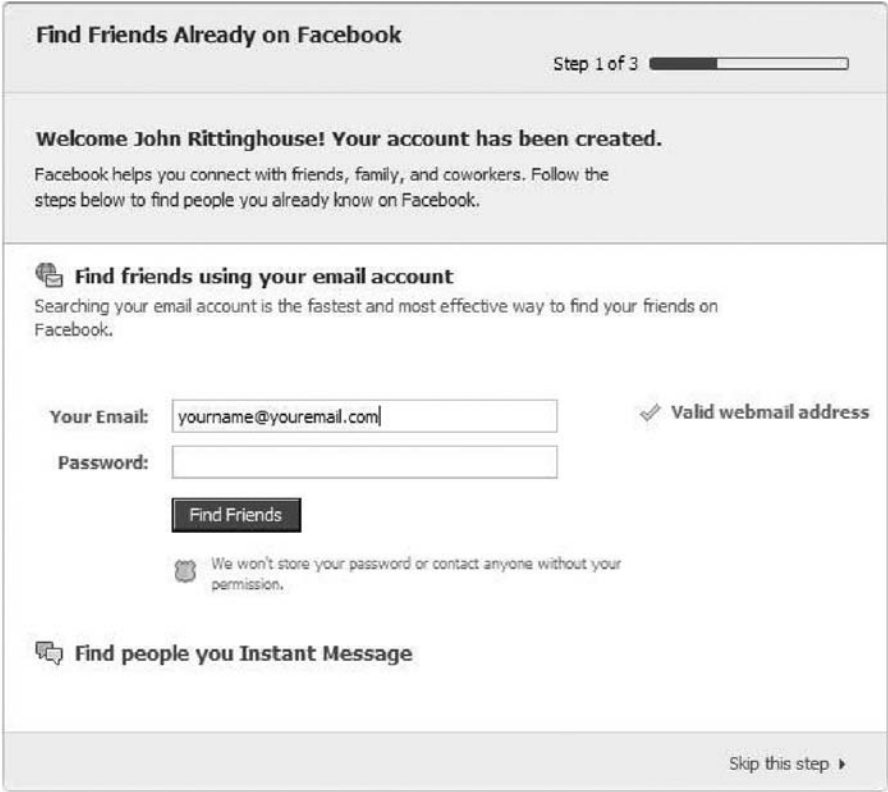 Find Friends Already on Facebook
Step 1 of 3
Welcome John Rittinghouse! Your account has been created.
Facebook helps you connect with friends, family, and coworkers. Follow the
steps below to find people you already know on Facebook.
Find friends using your email account
Searching your email account is the fastest and most effective way to find your friends on
Facebook.
Your Email: yourname@youremail.com Valid webmail address
Password:
Find Friends
We won't store your password or contact anyone without your
permission.
Find people you Instant Message
Skip this step